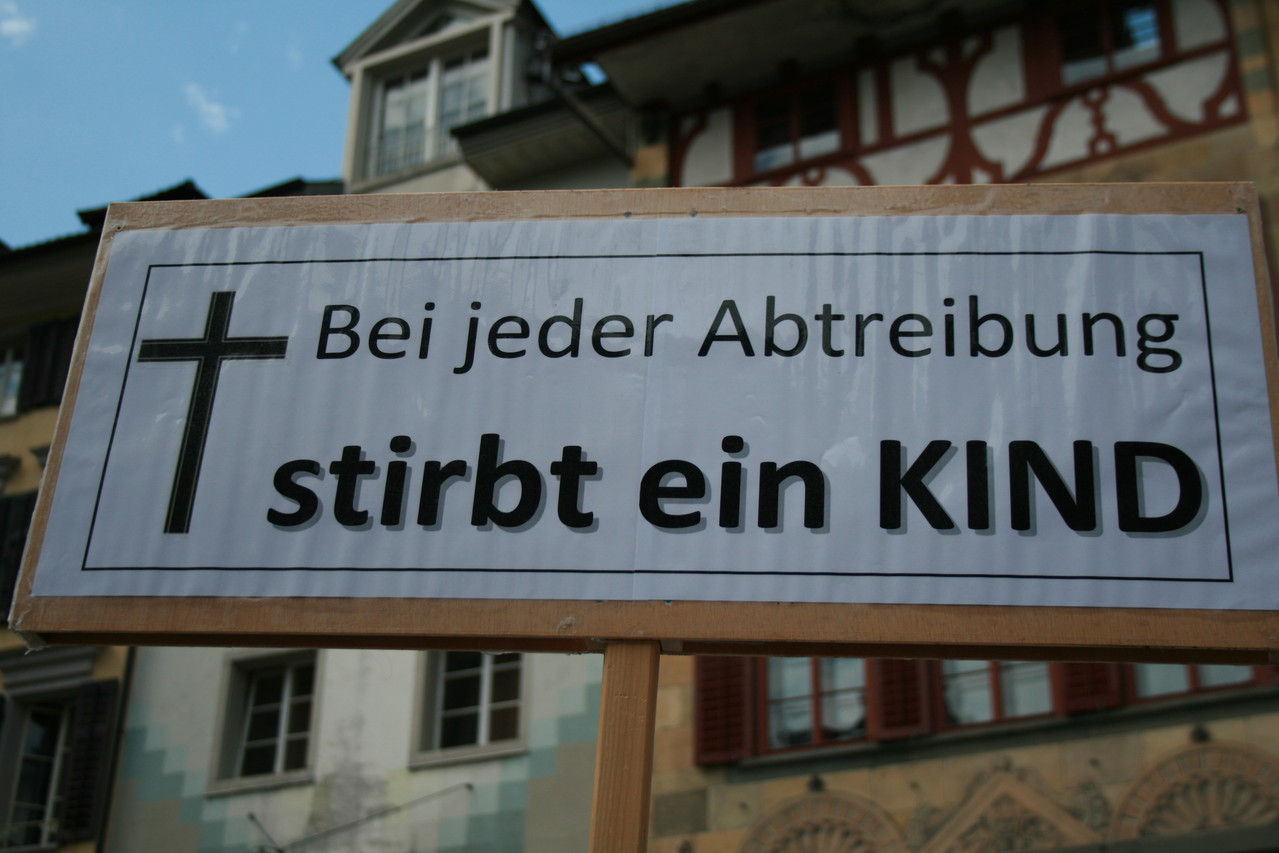 Bei jeder Abtreibung
stirbt ein KIND